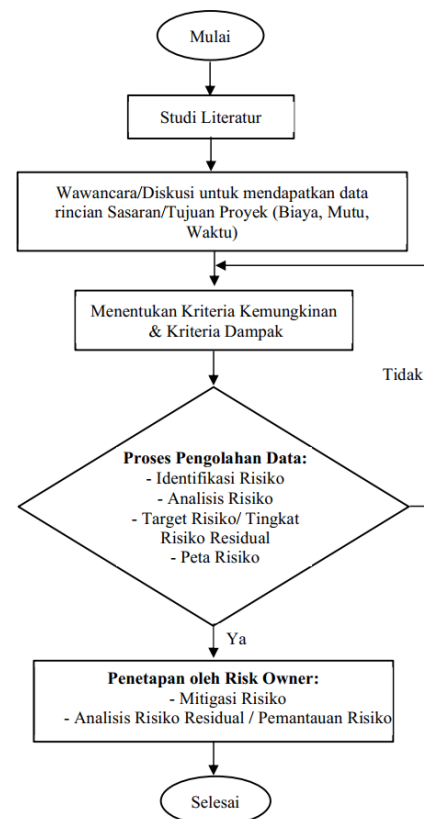 Mulai
Studi Literatur
Wawancara/Diskusi untuk mendapatkan data
rincian Sasaran/Tujuan Proyek (Biaya, Mutu,
Waktu)
Menentukan Kriteria Kemungkinan
& Kriteria Dampak
Tidak
Proses Pengolahan Data:
- Identifikasi Risiko
- Analisis Risiko
- Target Risiko/ Tingkat
Risiko Residual
- Peta Risiko
Ya
Penetapan oleh Risk Owner:
- Mitigasi Risiko
- Analisis Risiko Residual / Pemantauan Risiko
Selesai